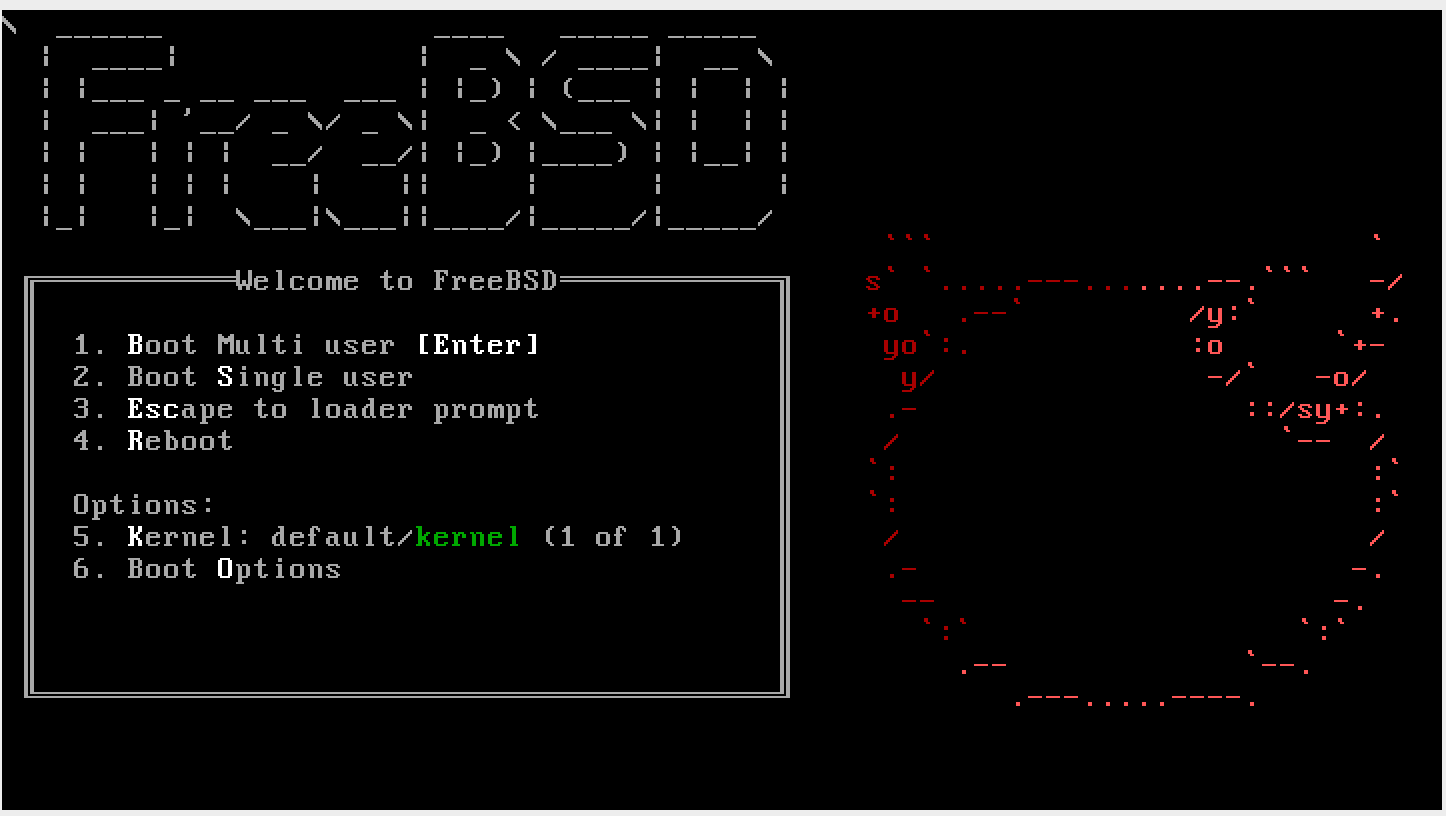 FreeBSD
Welcome to FreeBSD
1. Boot Multi user [Enter]
2. Boot Single user
3. Escape to loader prompt
4. Reboot
Options:
5. Kernel: default/kernel (1 of 1)
6. Boot Options